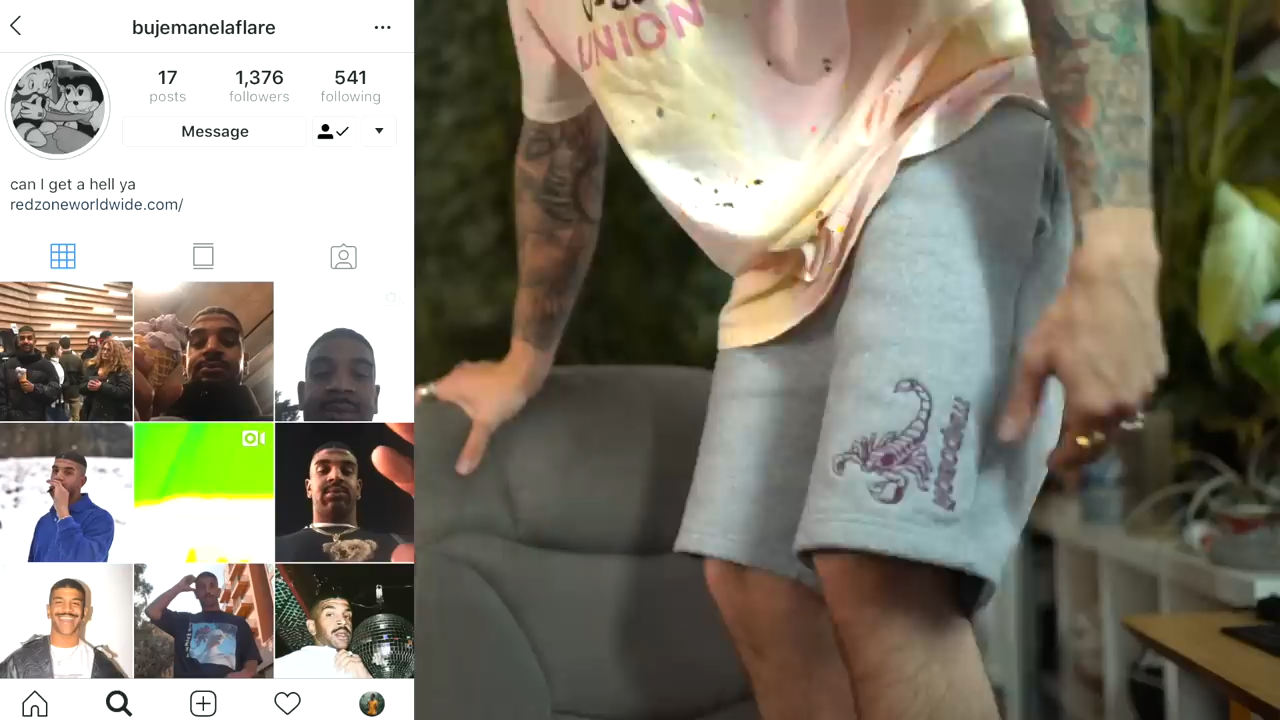 bujemanelaflare
17
1,376
541
posts
followers
following
Message
can I get a hell ya
redzoneworldwide.com/
UNION